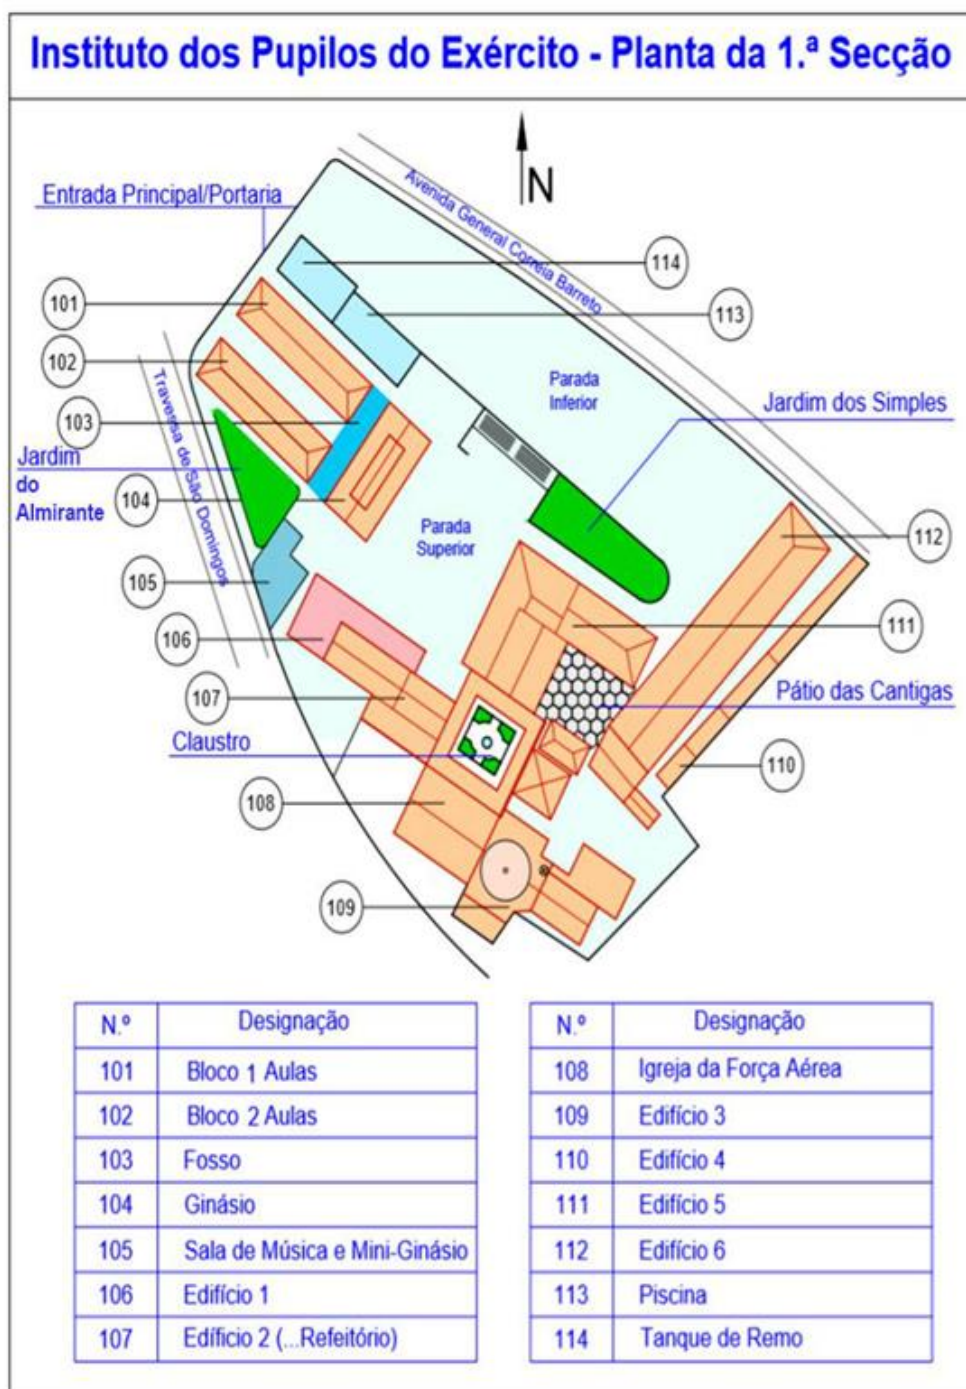 Instituto dos Pupilos do Exército - Planta da 1.ª Secção
N
Entrada Principal/Portaria
Avenida General Correia Barreto
114
101
113
102
Parada
Inferior
Travessa de São Domingos
Jardim dos Simples
103
Jardim
do
Almirante
104
Parada
Superior
112
105
106
111
107
Pátio das Cantigas
Claustro
110
108
109
N.º Designação
101 Bloco 1 Aulas
102 Bloco 2 Aulas
103 Fosso
104 Ginásio
105 Sala de Música e Mini-Ginásio
106 Edifício 1
107 Edíficio 2 (...Refeitório)
N.º Designação
108 Igreja da Força Aérea
109 Edifício 3
110 Edifício 4
111 Edifício 5
112 Edifício 6
113 Piscina
114 Tanque de Remo